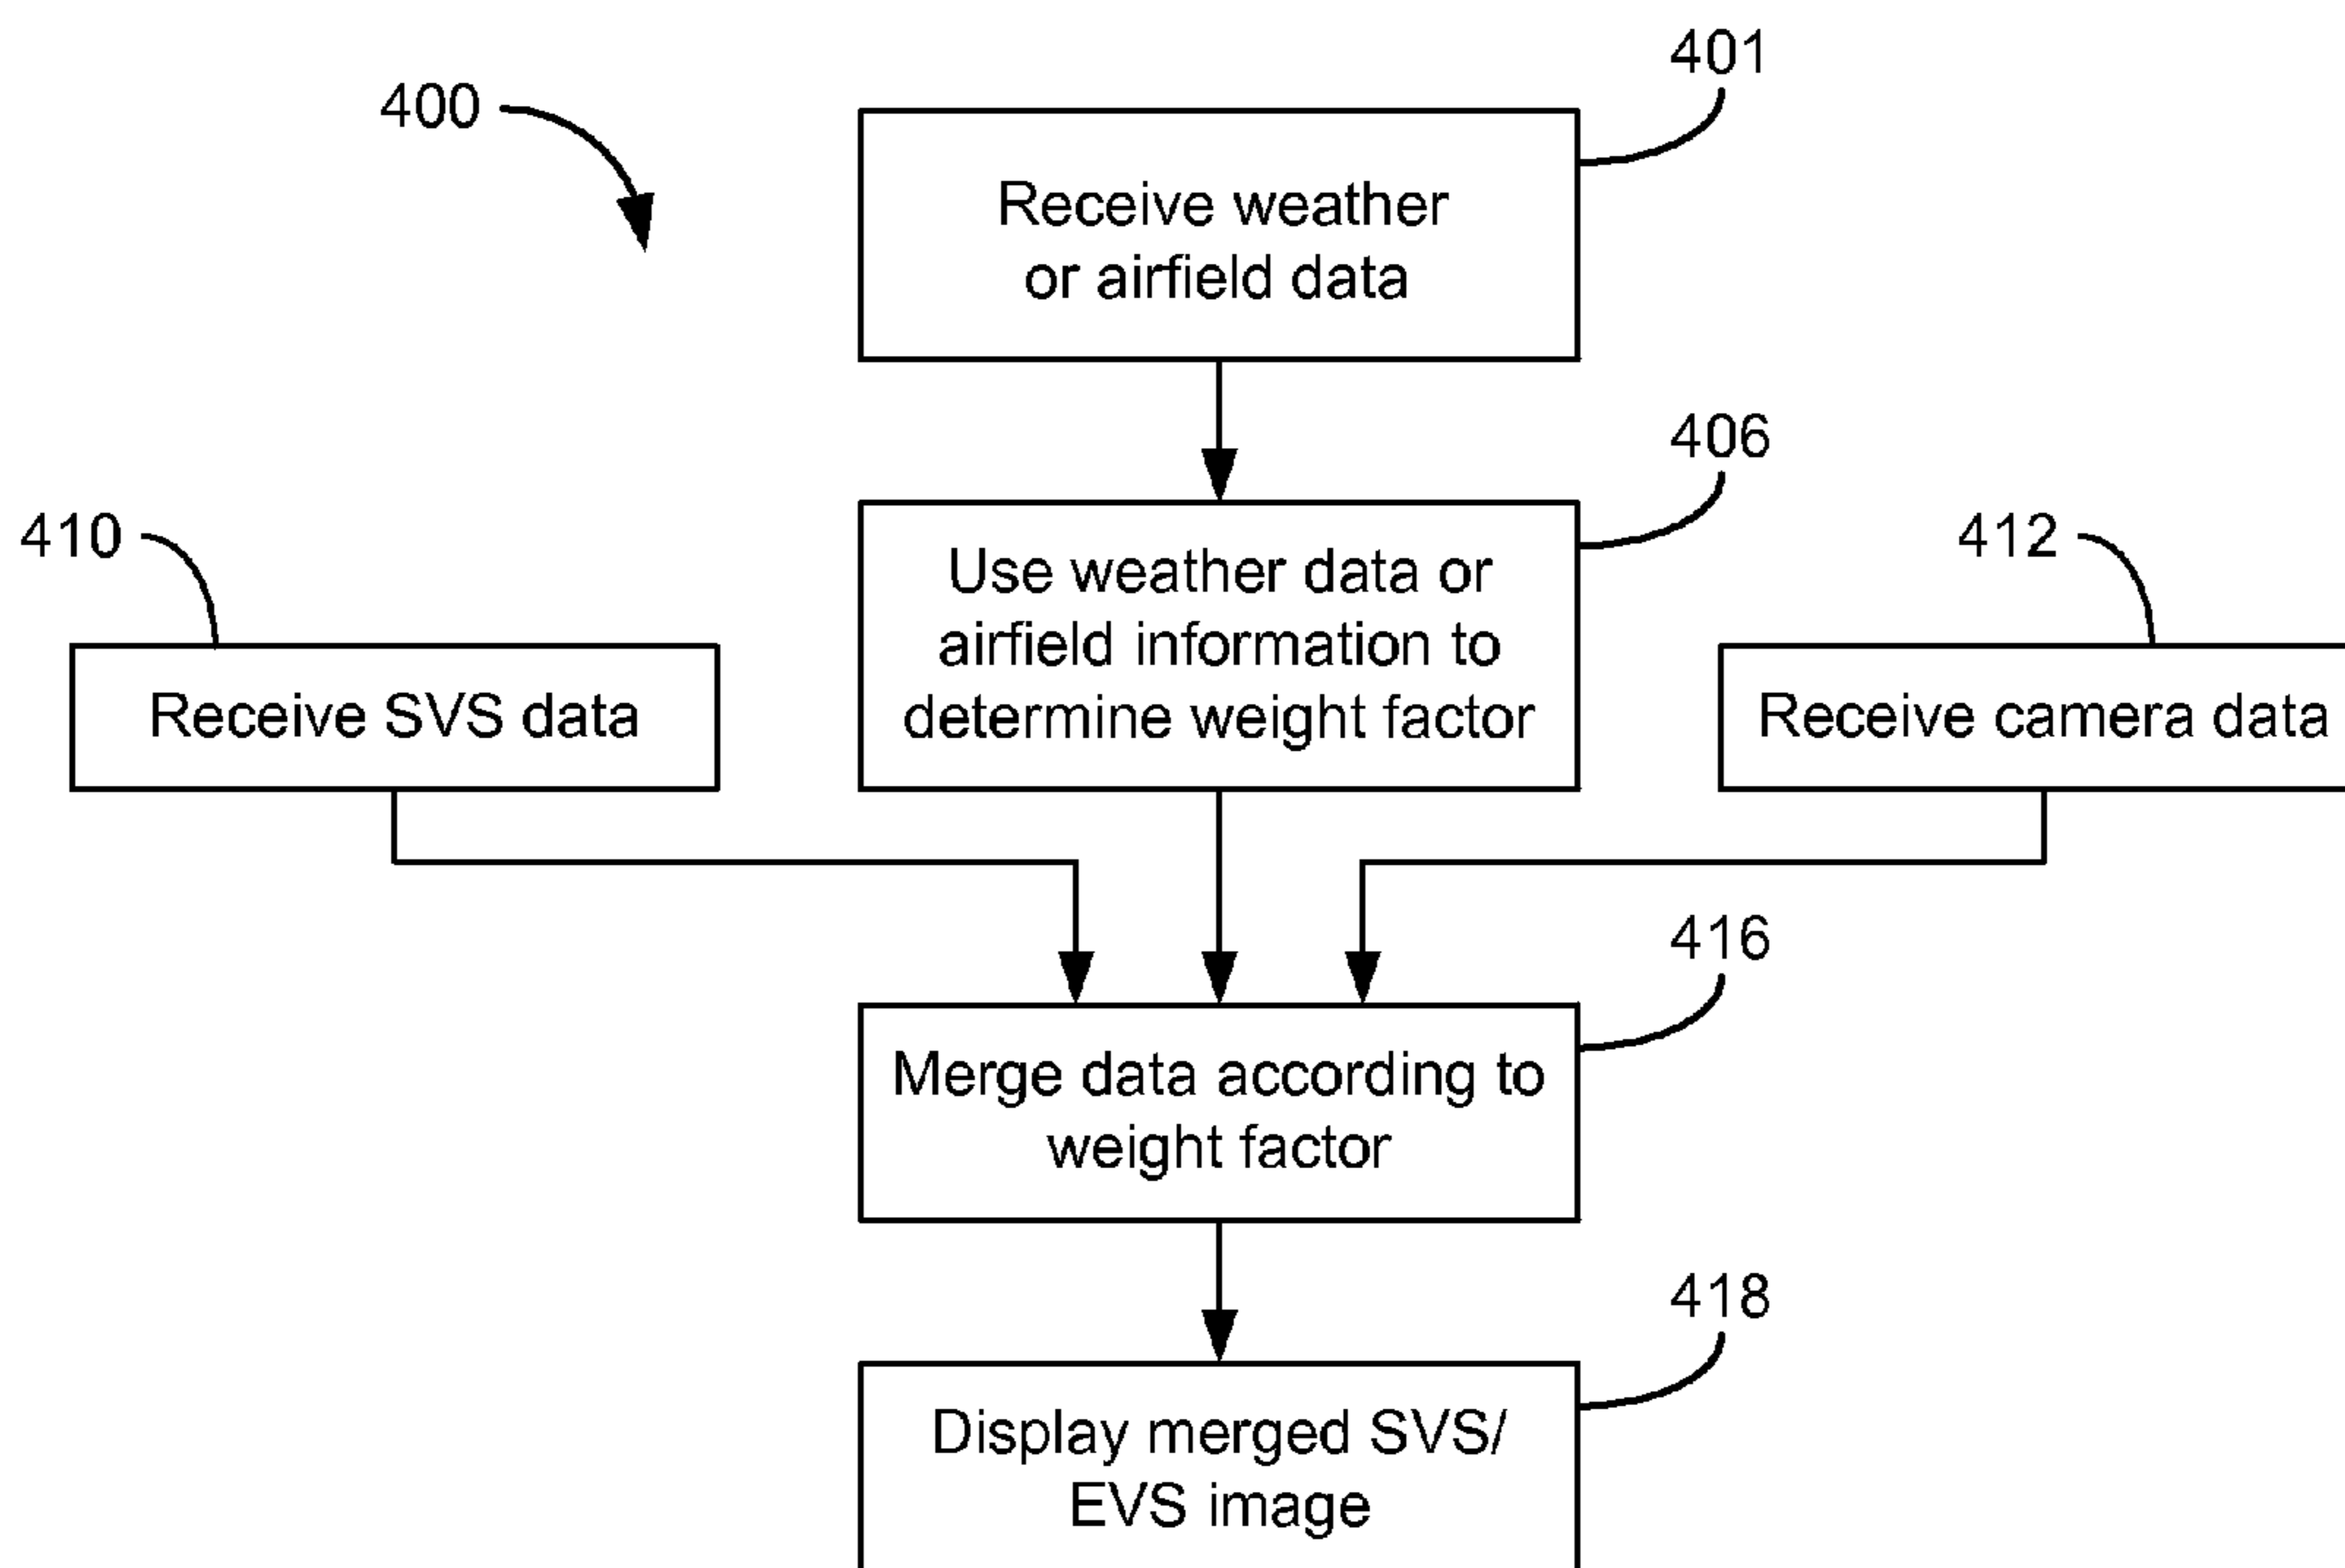 401
400
Receive weather
or airfield data
406
410
412
Use weather data or
airfield information to
determine weight factor
Receive SVS data
Receive camera data
416
Merge data according to
weight factor
418
Display merged SVS/
EVS image